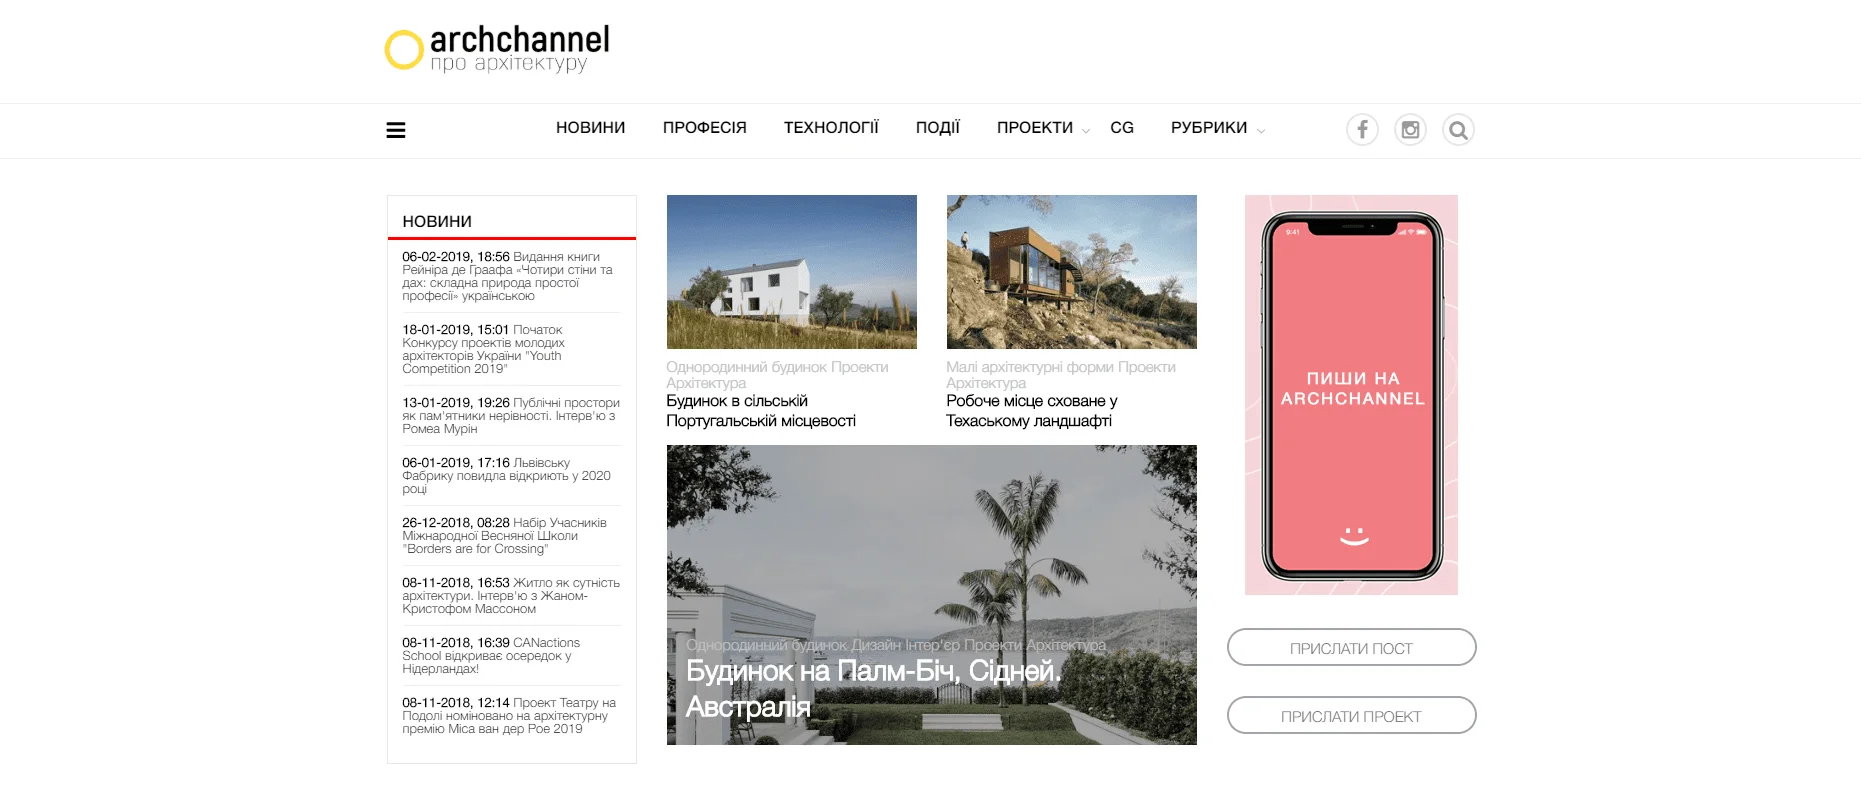 archchannel
про архітектуру
НОВИНИ
ПРОФЕСІЯ
ТЕХНОЛОГІЇ
ПОДІЇ
ПРОЕКТИ
CG
РУБРИКИ
НОВИНИ
06-02-2019, 18:56 Видання книги
Рейніра де Граафа «Чотири стіни та
дах: складна природа простої
професії» українською
18-01-2019, 15:01 Початок
Конкурсу проектів молодих
архітекторів України "Youth
Competition 2019"
13-01-2019, 19:26 Публічні простори
як пам'ятники нерівності. Інтерв'ю з
Ромеа Мурін
06-01-2019, 17:16 Львівську
Фабрику повидла відкриють у 2020
році
26-12-2018, 08:28 Набір Учасників
Міжнародної Весняної Школи
"Borders are for Crossing"
08-11-2018, 16:53 Житло як сутність
архітектури. Інтерв'ю з Жаном-
Кристофом Массоном
08-11-2018, 16:39 CANactions
School відкриває осередок у
Нідерландах!
08-11-2018, 12:14 Проект Театру на
Подолі номіновано на архітектурну
премію Міса ван дер Рое 2019
Однородинний будинок Проекти
Архітектура
Будинок в сільській
Португальській місцевості
Малі архітектурні форми Проекти
Архітектура
Робоче місце сховане у
Техаському ландшафті
Однородинний будинок Дизайн Інтер'єр Проекти Архітектура
Будинок на Палм-Біч, Сідней.
Австралія
9:41
ПИШИ НА
ARCHCHANNEL
ПРИСЛАТИ ПОСТ
ПРИСЛАТИ ПРОЕКТ